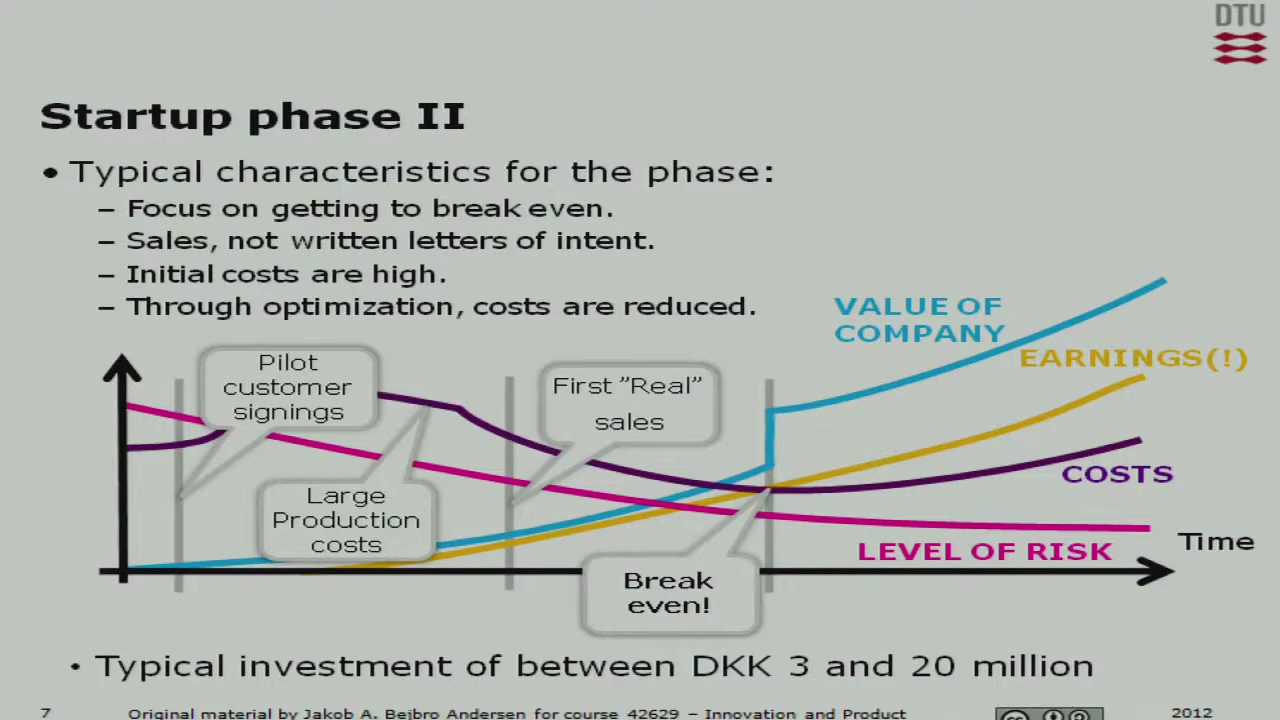 DTU
Startup phase II
• Typical characteristics for the phase:
– Focus on getting to break even.
– Sales, not written letters of intent.
– Initial costs are high.
– Through optimization, costs are reduced.
VALUE OF
COMPANY
EARNINGS(!)
Pilot
customer
signings
First "Real"
sales
COSTS
Large
Production
costs
Time
LEVEL OF RISK
Break
even!
• Typical investment of between DKK 3 and 20 million
7
Original material by Jakob A. Bejbro Andersen for course 42629 – Innovation and Product
cc
2012